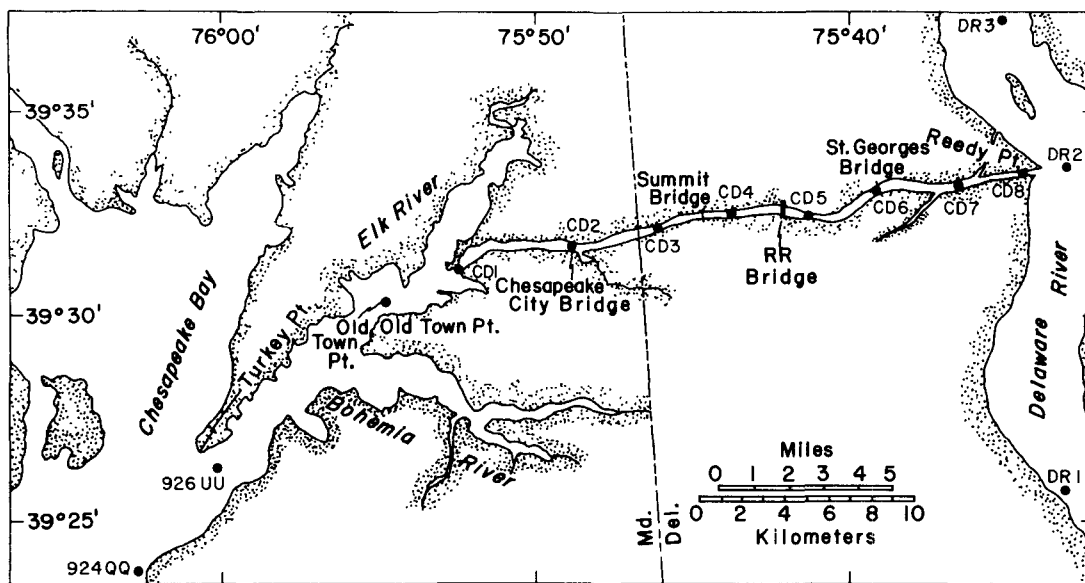 76°00'
75°50'
75°40'
DR3
39°35'
39°30'
39°25'
Chesapeake Bay
Elk River
Turkey Pt.
Old Town Pt.
Old Town Pt.
Bohemia
River
926 UU
924QQ
CD1
CD2
Chesapeake
City Bridge
CD3
Summit
Bridge
CD4
RR
Bridge
CD5
St. Georges
Bridge
CD6
CD7
Reedy Pt.
CD8
DR2
Delaware
River
DR1
Md.
Del.
Miles
0 1 2 3 4 5
0 2 4 6 8 10
Kilometers